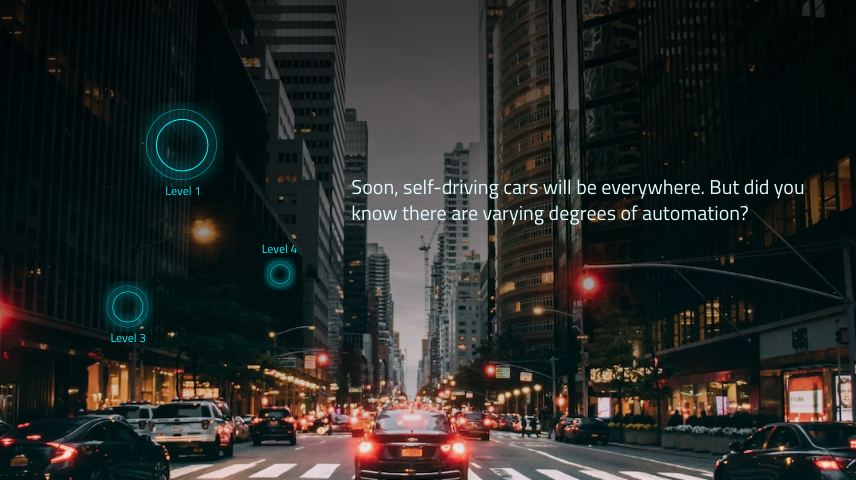 Level 1
Soon, self-driving cars will be everywhere. But did you
know there are varying degrees of automation?
Level 4
Level 3